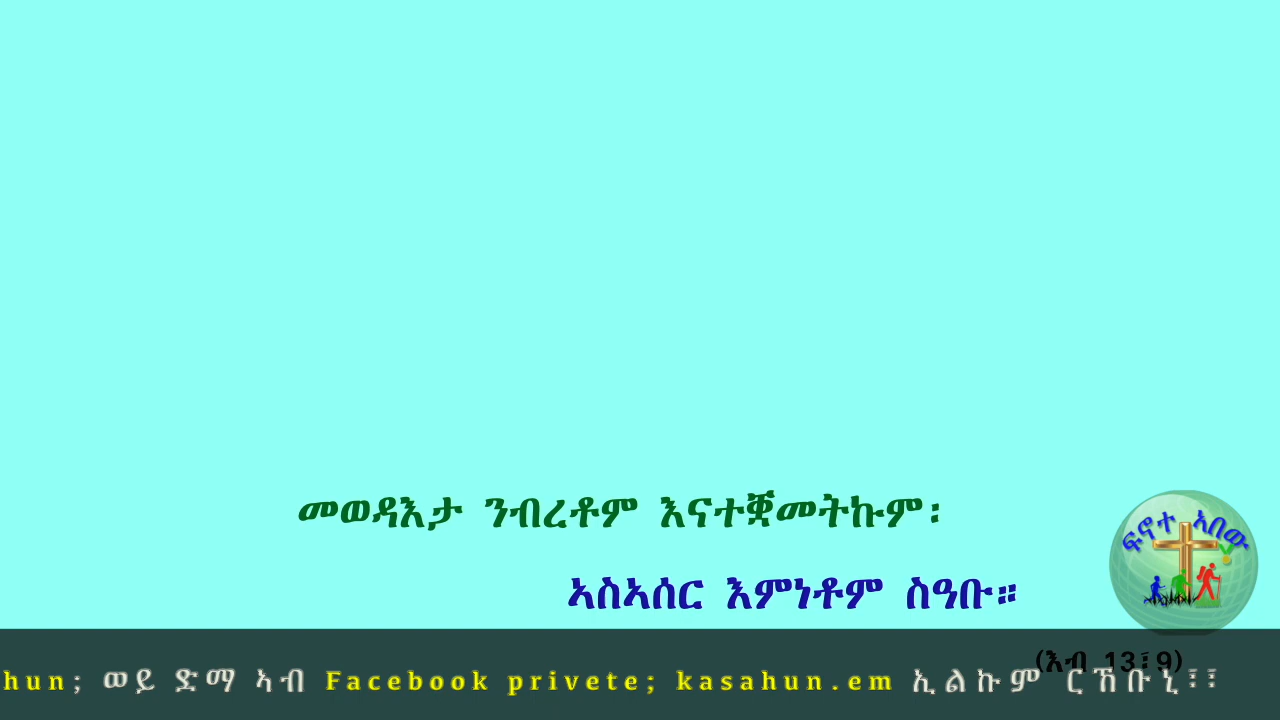 መወዳእታ ንብረቶም እናተቛመትኩም፡
ኣስኣሰር እምነቶም ስዓቡ።
ፍኖተ ኣበው
(እብ 13፤9)
hun; ወይ ድማ ኣብ Facebook privete; kasahun.em ኢልኩም ርኸቡኒ፡፡